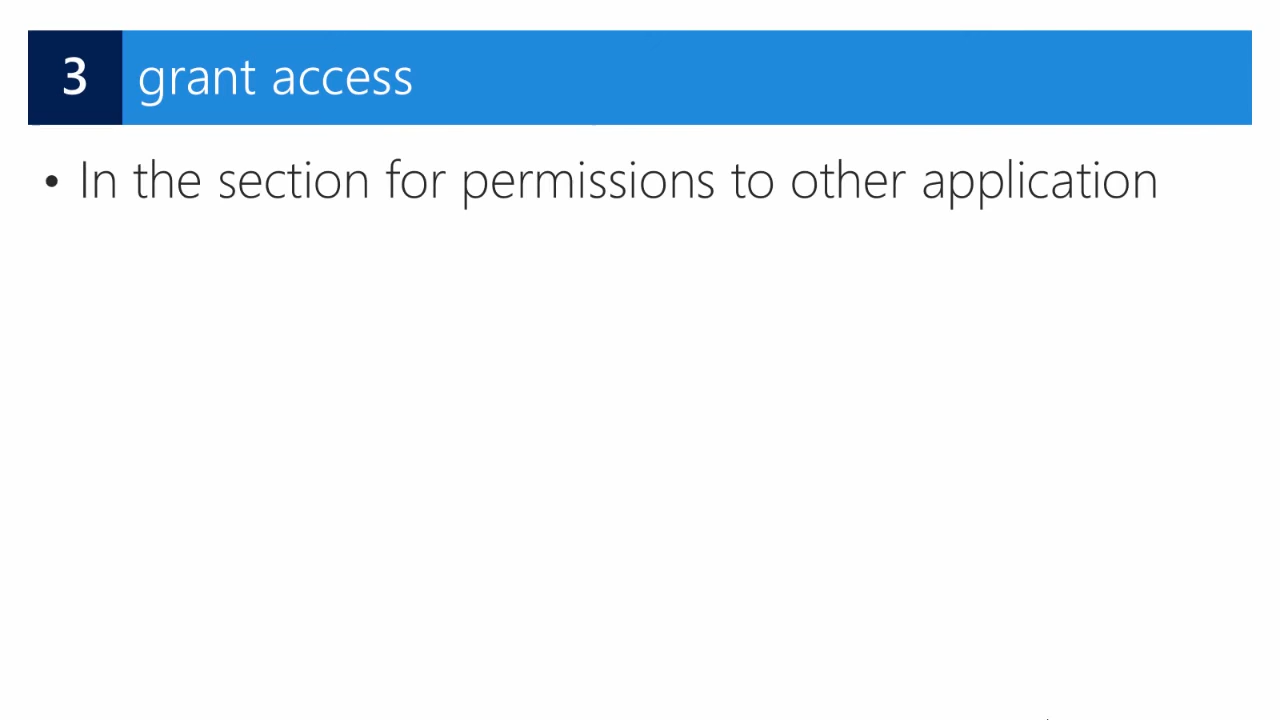 3 grant access
• In the section for permissions to other application